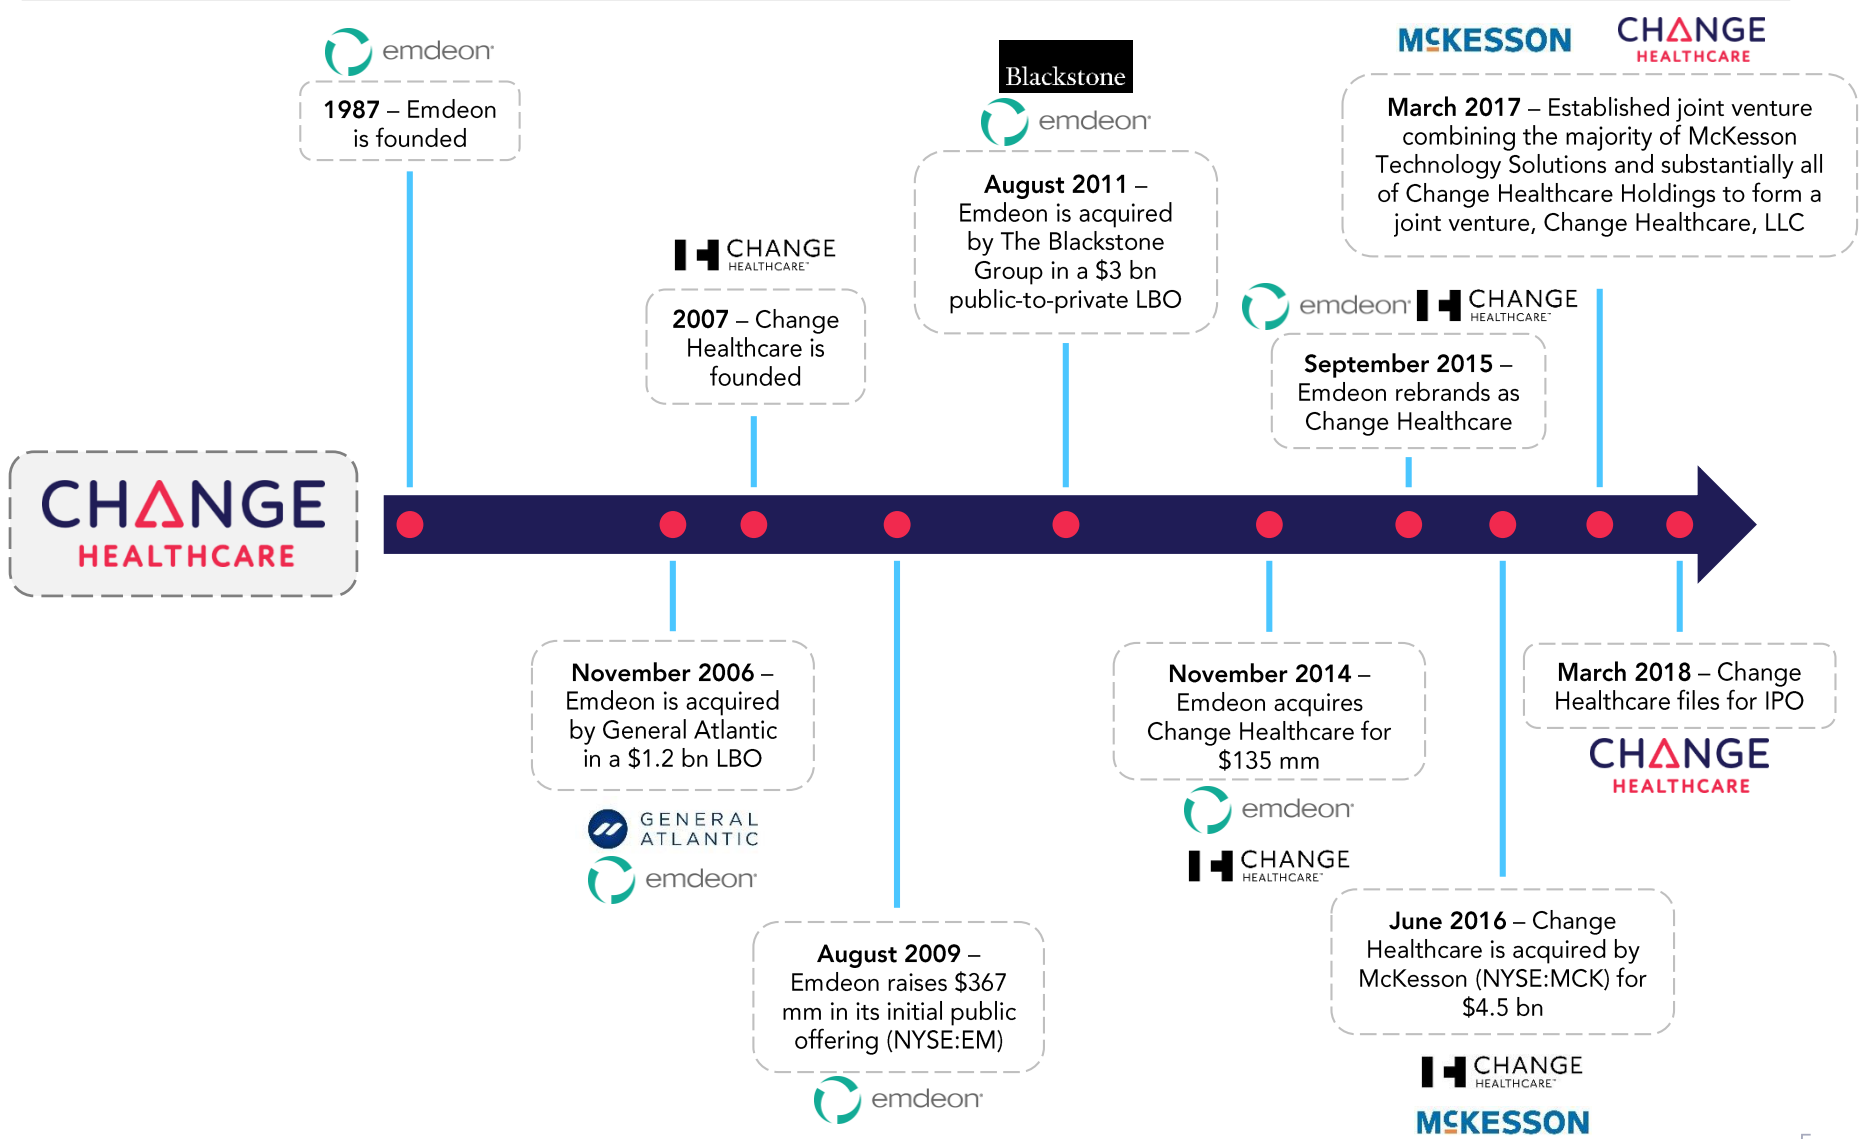 emdeon®
1987 – Emdeon
is founded
CHANGE
HEALTHCARE™
2007 – Change
Healthcare is
founded
Blackstone
emdeon®
August 2011 –
Emdeon is acquired
by The Blackstone
Group in a $3 bn
public-to-private LBO
emdeon®
CHANGE
HEALTHCARE™
September 2015 –
Emdeon rebrands as
Change Healthcare
MCKESSON
CHANGE
HEALTHCARE
March 2017 – Established joint venture
combining the majority of McKesson
Technology Solutions and substantially all
of Change Healthcare Holdings to form a
joint venture, Change Healthcare, LLC
CHANGE
HEALTHCARE
November 2006 –
Emdeon is acquired
by General Atlantic
in a $1.2 bn LBO
GENERAL
ATLANTIC
emdeon®
August 2009 –
Emdeon raises $367
mm in its initial public
offering (NYSE:EM)
emdeon®
November 2014 –
Emdeon acquires
Change Healthcare for
$135 mm
emdeon®
CHANGE
HEALTHCARE™
June 2016 – Change
Healthcare is acquired by
McKesson (NYSE:MCK) for
$4.5 bn
CHANGE
HEALTHCARE™
MCKESSON
March 2018 – Change
Healthcare files for IPO
CHANGE
HEALTHCARE